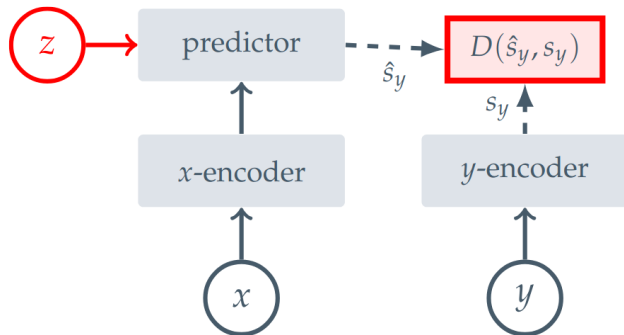 z
predictor
D(ŝ_y, s_y)
ŝ_y
s_y
x-encoder
y-encoder
x
y